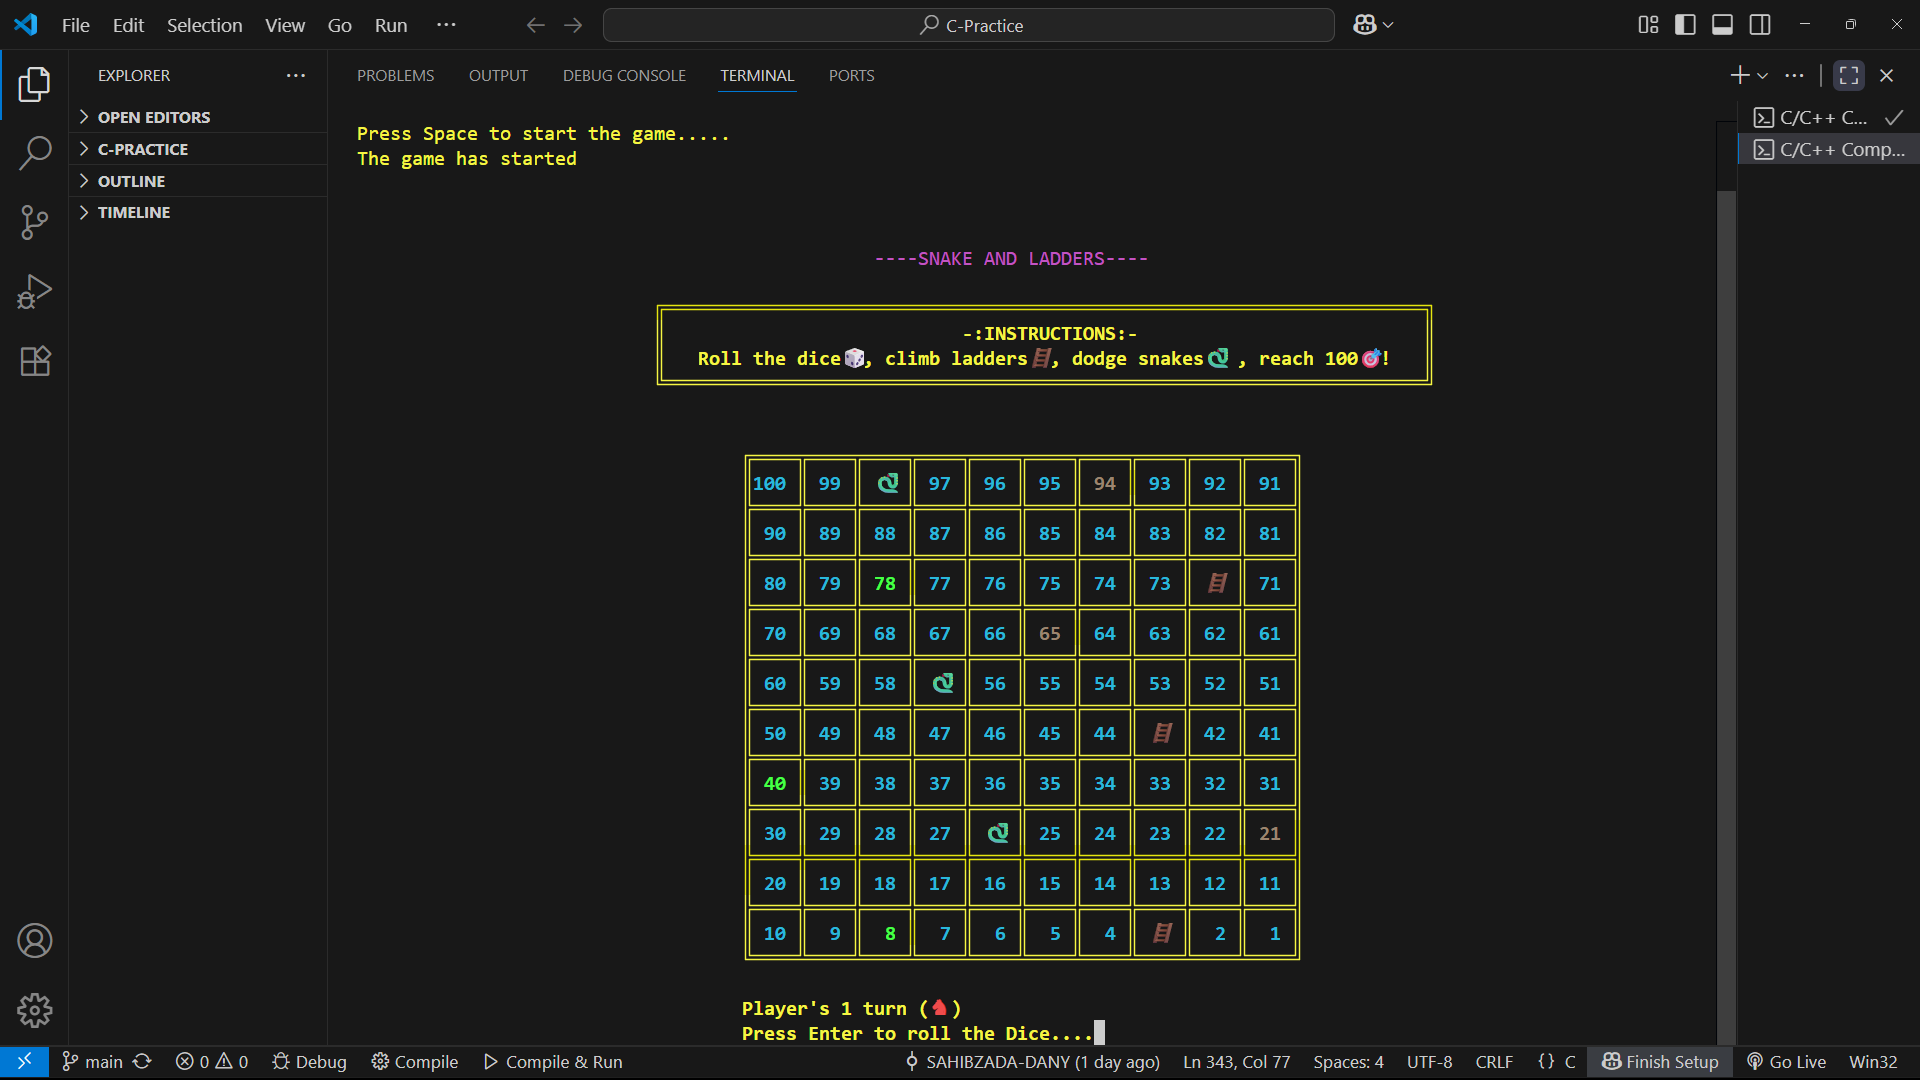 File Edit Selection View Go Run ··· C-Practice
EXPLORER ···
OPEN EDITORS
C-PRACTICE
OUTLINE
TIMELINE
PROBLEMS OUTPUT DEBUG CONSOLE TERMINAL PORTS
C/C++ C...
C/C++ Comp...
Press Space to start the game.....
The game has started
----SNAKE AND LADDERS----
-:INSTRUCTIONS:-
Roll the dice🎲, climb ladders🪜, dodge snakes🐍 , reach 100🎯!
100 99 🐍 97 96 95 94 93 92 91
90 89 88 87 86 85 84 83 82 81
80 79 78 77 76 75 74 73 🪜 71
70 69 68 67 66 65 64 63 62 61
60 59 58 🐍 56 55 54 53 52 51
50 49 48 47 46 45 44 🪜 42 41
40 39 38 37 36 35 34 33 32 31
30 29 28 27 🐍 25 24 23 22 21
20 19 18 17 16 15 14 13 12 11
10 9 8 7 6 5 4 🪜 2 1
Player's 1 turn (♞)
Press Enter to roll the Dice....
main 0 0 Debug Compile Compile & Run SAHIBZADA-DANY (1 day ago) Ln 343, Col 77 Spaces: 4 UTF-8 CRLF {} C Finish Setup Go Live Win32